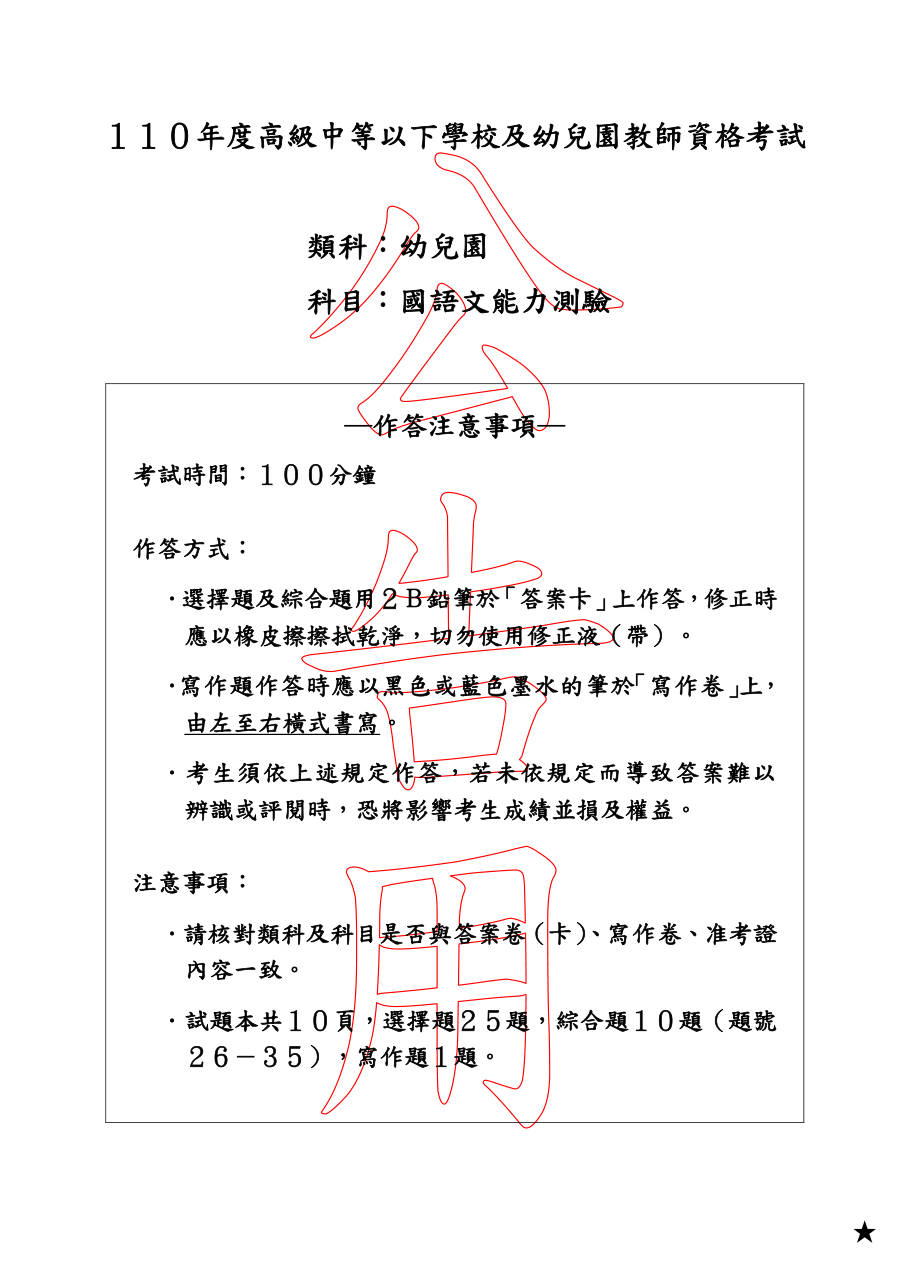 110年度高級中等以下學校及幼兒園教師資格考試
類科：幼兒園
科目：國語文能力測驗
—作答注意事項—
考試時間：100分鐘
作答方式：
·選擇題及綜合題用2B鉛筆於「答案卡」上作答，修正時
應以橡皮擦擦拭乾淨，切勿使用修正液（帶）。
·寫作題作答時應以黑色或藍色墨水的筆於「寫作卷」上，
由左至右橫式書寫。
·考生須依上述規定作答，若未依規定而導致答案難以
辨識或評閱時，恐將影響考生成績並損及權益。
注意事項：
·請核對類科及科目是否與答案卷（卡）、寫作卷、准考證
內容一致。
·試題本共10頁，選擇題25題，綜合題10題（題號
26－35），寫作題1題。
公告用
★